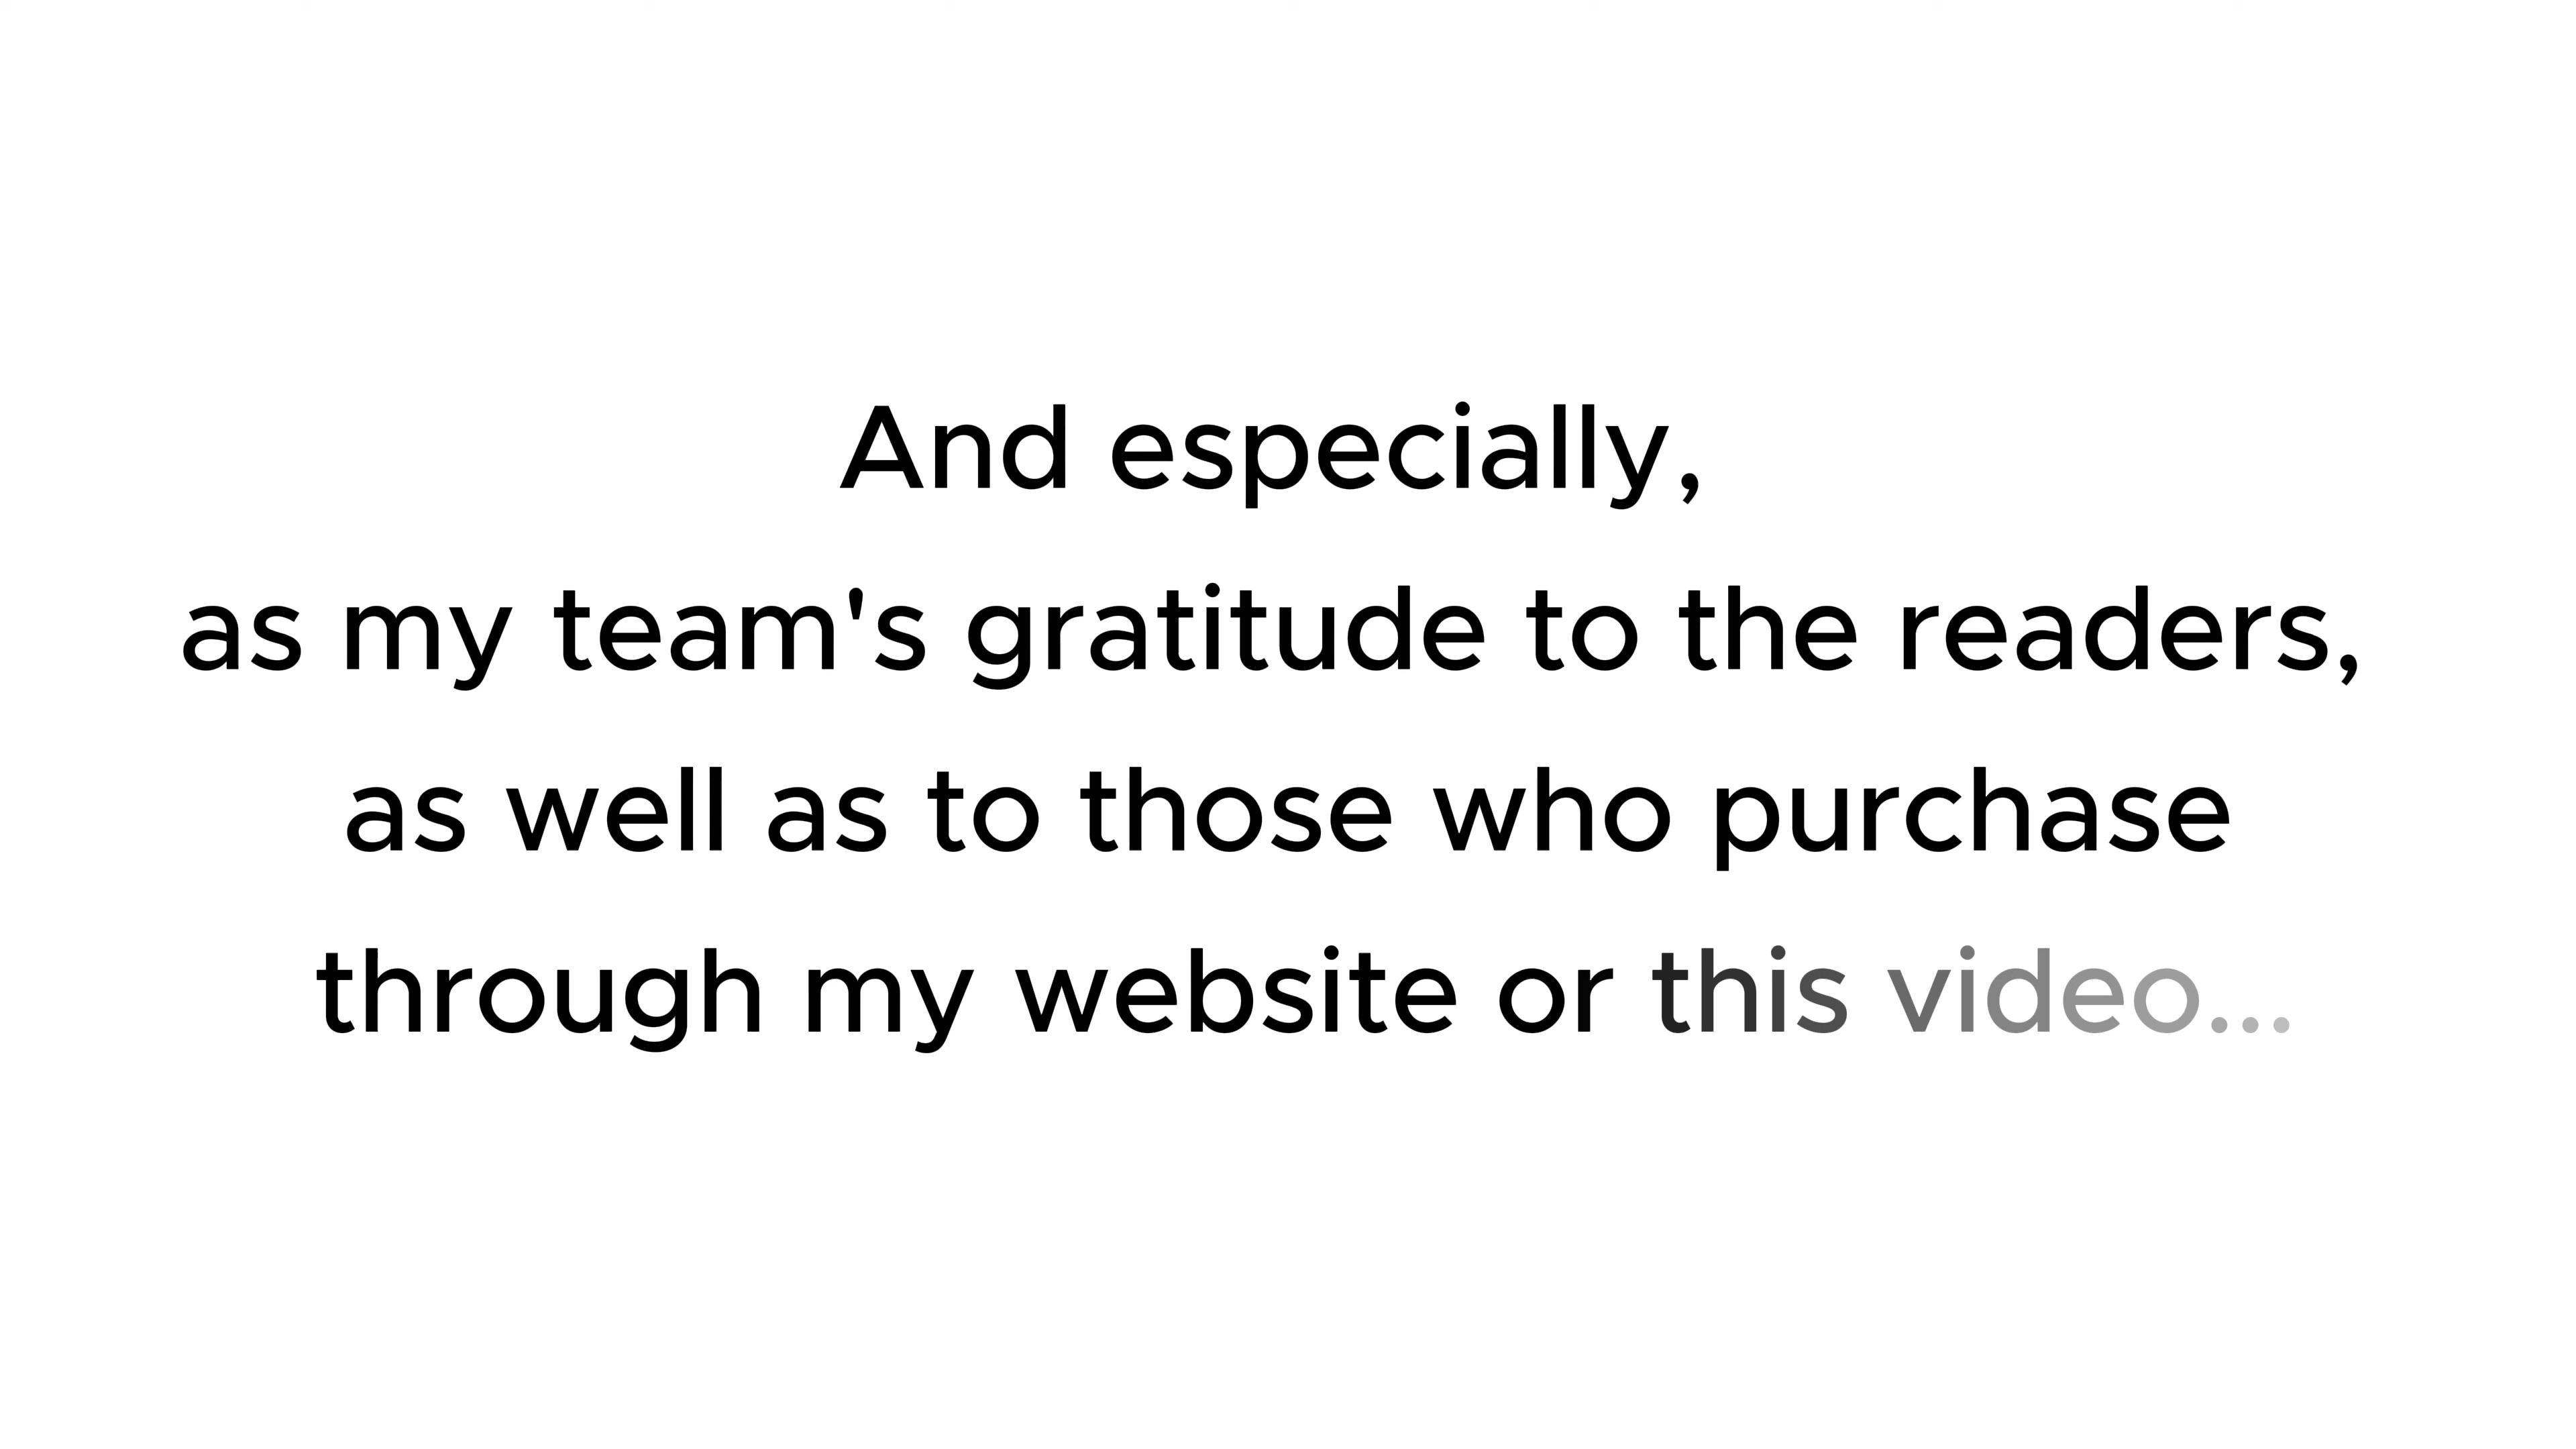 And especially,
as my team's gratitude to the readers,
as well as to those who purchase
through my website or this video...